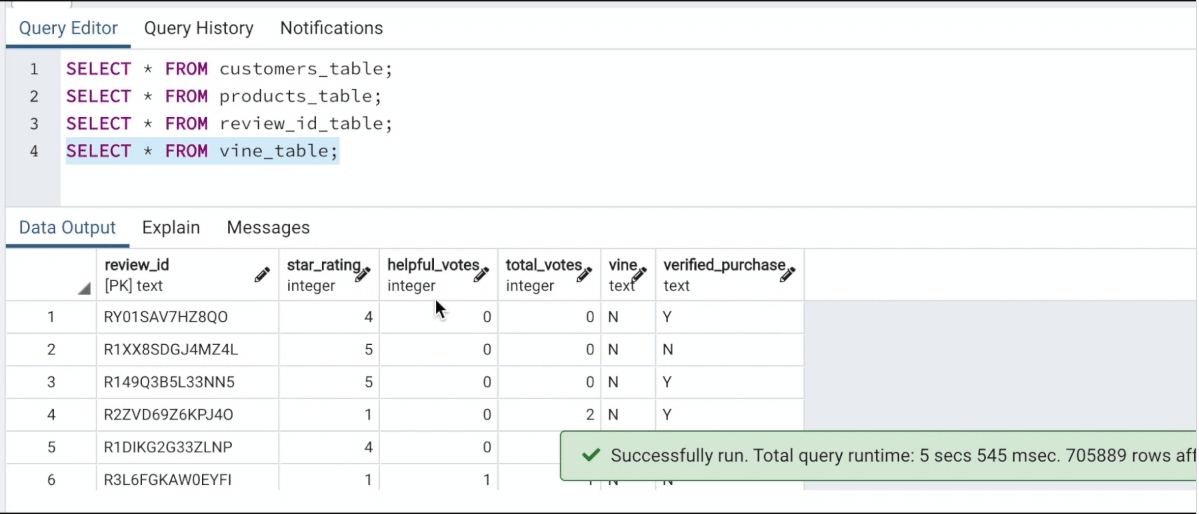 Query Editor Query History Notifications
1 SELECT * FROM customers_table;
2 SELECT * FROM products_table;
3 SELECT * FROM review_id_table;
4 SELECT * FROM vine_table;
Data Output Explain Messages
review_id star_rating helpful_votes total_votes vine verified_purchase
[PK] text integer integer integer text text
1 RY01SAV7HZ8QO 4 0 0 N Y
2 R1XX8SDGJ4MZ4L 5 0 0 N N
3 R149Q3B5L33NN5 5 0 0 N Y
4 R2ZVD69Z6KPJ4O 1 0 2 N Y
5 R1DIKG2G33ZLNP 4 0
Successfully run. Total query runtime: 5 secs 545 msec. 705889 rows aff
6 R3L6FGKAW0EYFI 1 1